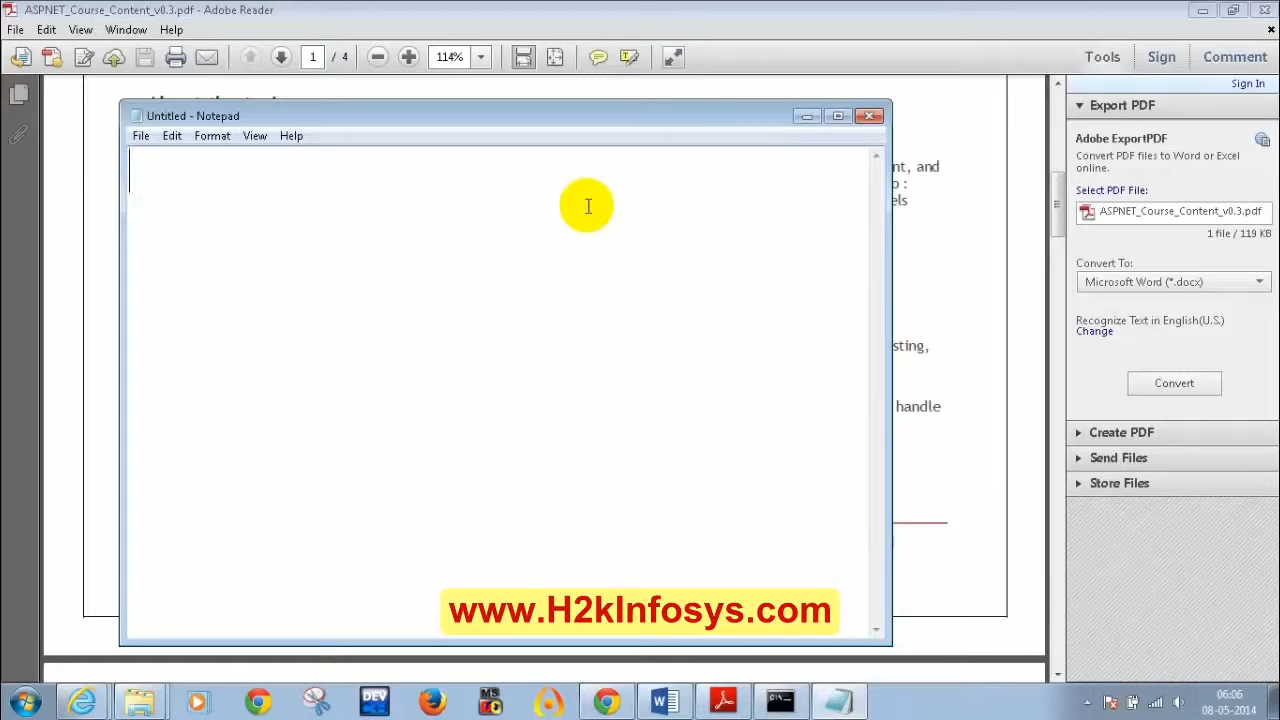 ASPNET_Course_Content_v0.3.pdf - Adobe Reader
File Edit View Window Help
1 / 4 114% Tools Sign Comment
Sign In
Export PDF
Adobe ExportPDF
Convert PDF files to Word or Excel
online.
Select PDF File:
ASPNET_Course_Content_v0.3.pdf
1 file / 119 KB
Convert To:
Microsoft Word (*.docx)
Recognize Text in English(U.S.)
Change
Convert
Create PDF
Send Files
Store Files
Untitled - Notepad
File Edit Format View Help
nt, and
o :
els
sting,
handle
www.H2kInfosys.com
DEV
MS
C:\.
06:06
08-05-2014